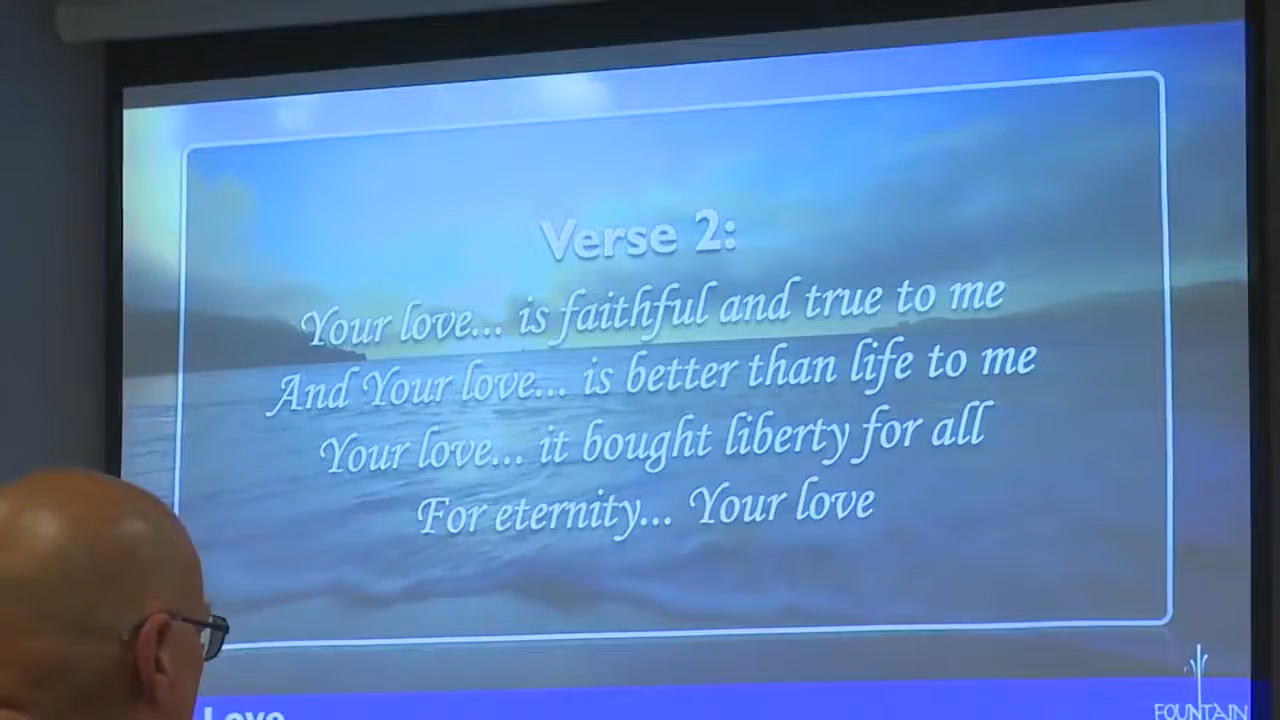 Verse 2:
Your love... is faithful and true to me
And Your love... is better than life to me
Your love... it bought liberty for all
For eternity... Your love
Love
FOUNTAIN